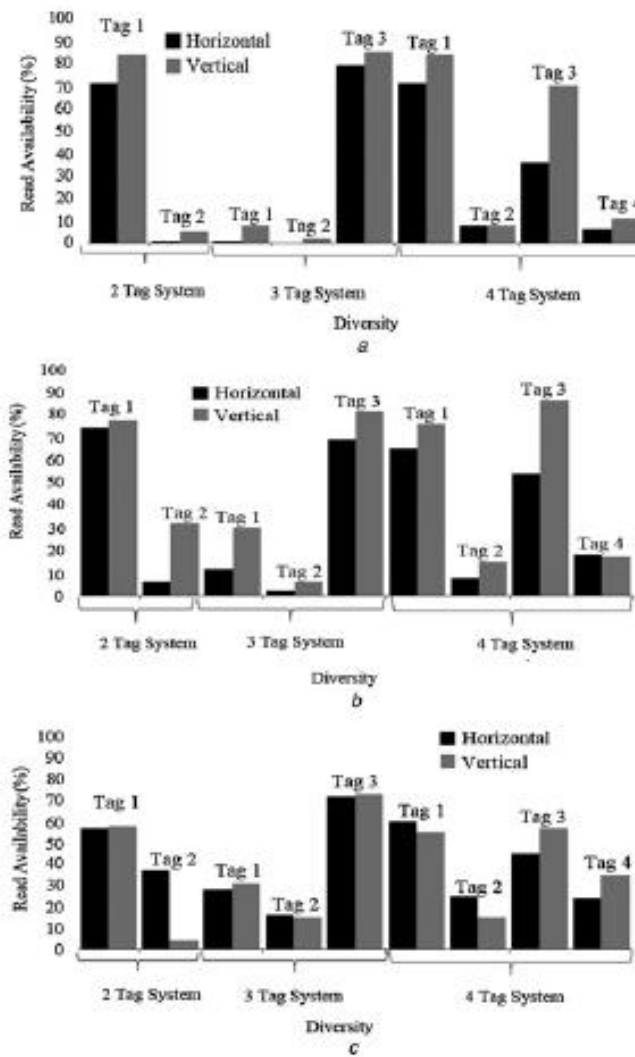 100
90
80
70
60
50
40
30
20
10
0
Read Availability (%)
Horizontal
Vertical
Tag 1
Tag 2
Tag 1
Tag 2
Tag 3
Tag 1
Tag 2
Tag 3
Tag 4
2 Tag System
3 Tag System
4 Tag System
Diversity
a
100
90
80
70
60
50
40
30
20
10
0
Read Availability (%)
Horizontal
Vertical
Tag 1
Tag 2
Tag 1
Tag 2
Tag 3
Tag 1
Tag 2
Tag 3
Tag 4
2 Tag System
3 Tag System
4 Tag System
Diversity
b
100
90
80
70
60
50
40
30
20
10
0
Read Availability (%)
Horizontal
Vertical
Tag 1
Tag 2
Tag 1
Tag 2
Tag 3
Tag 1
Tag 2
Tag 3
Tag 4
2 Tag System
3 Tag System
4 Tag System
Diversity
c